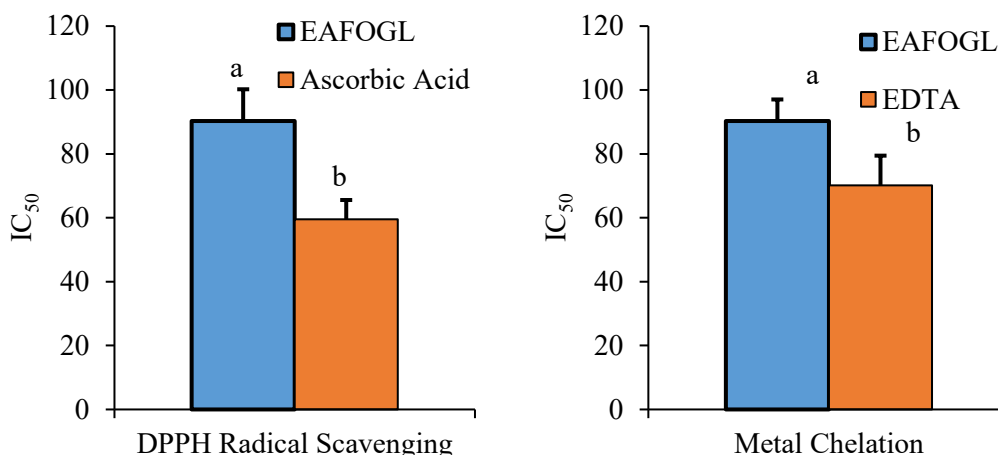 120
100
80
60
40
20
0
IC50
EAFOGL
Ascorbic Acid
a
b
DPPH Radical Scavenging
120
100
80
60
40
20
0
IC50
EAFOGL
EDTA
a
b
Metal Chelation